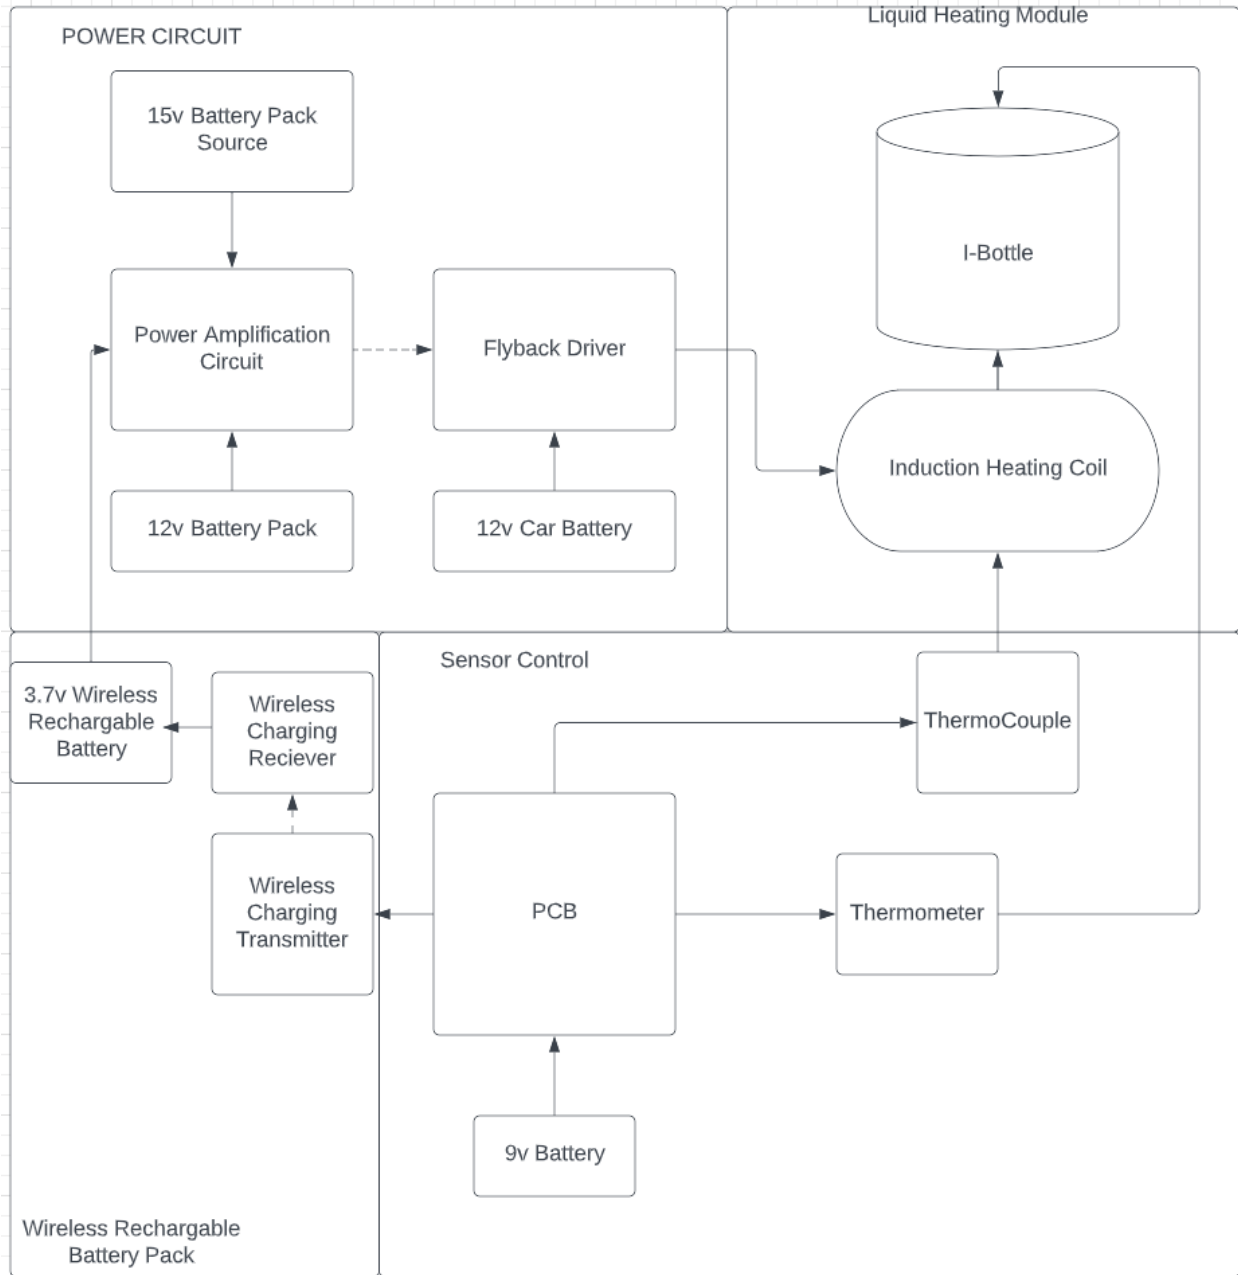 POWER CIRCUIT
15v Battery Pack
Source
Power Amplification
Circuit
Flyback Driver
12v Battery Pack
12v Car Battery
Liquid Heating Module
I-Bottle
Induction Heating Coil
3.7v Wireless
Rechargable
Battery
Wireless
Charging
Reciever
Wireless
Charging
Transmitter
Wireless Rechargable
Battery Pack
Sensor Control
ThermoCouple
PCB
Thermometer
9v Battery